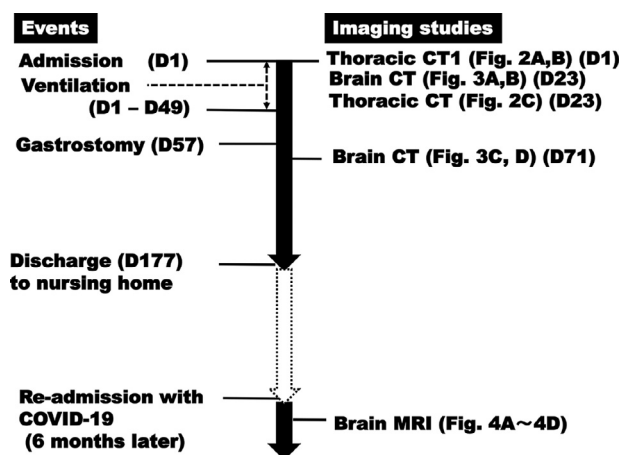 Events
Admission (D1)
Ventilation
(D1 – D49)
Gastrostomy (D57)
Discharge (D177)
to nursing home
Re-admission with
COVID-19
(6 months later)
Imaging studies
Thoracic CT1 (Fig. 2A,B) (D1)
Brain CT (Fig. 3A,B) (D23)
Thoracic CT (Fig. 2C) (D23)
Brain CT (Fig. 3C, D) (D71)
Brain MRI (Fig. 4A～4D)